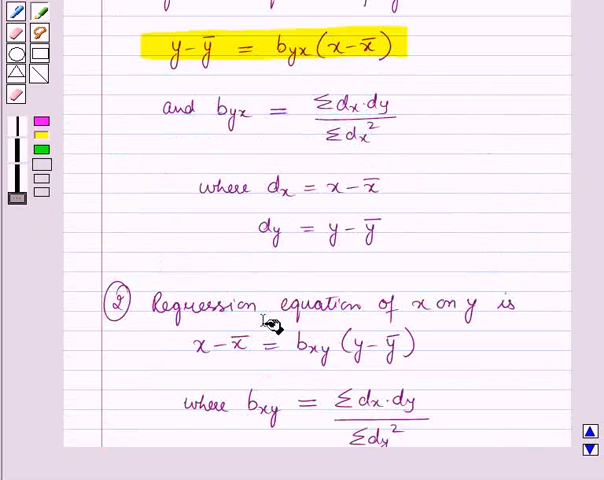 y - ȳ = byx (x - x̄)
and byx = Σdx·dy / Σdx²
where dx = x - x̄
dy = y - ȳ
② Regression equation of x on y is
x - x̄ = bxy (y - ȳ)
where bxy = Σdx·dy / Σdy²